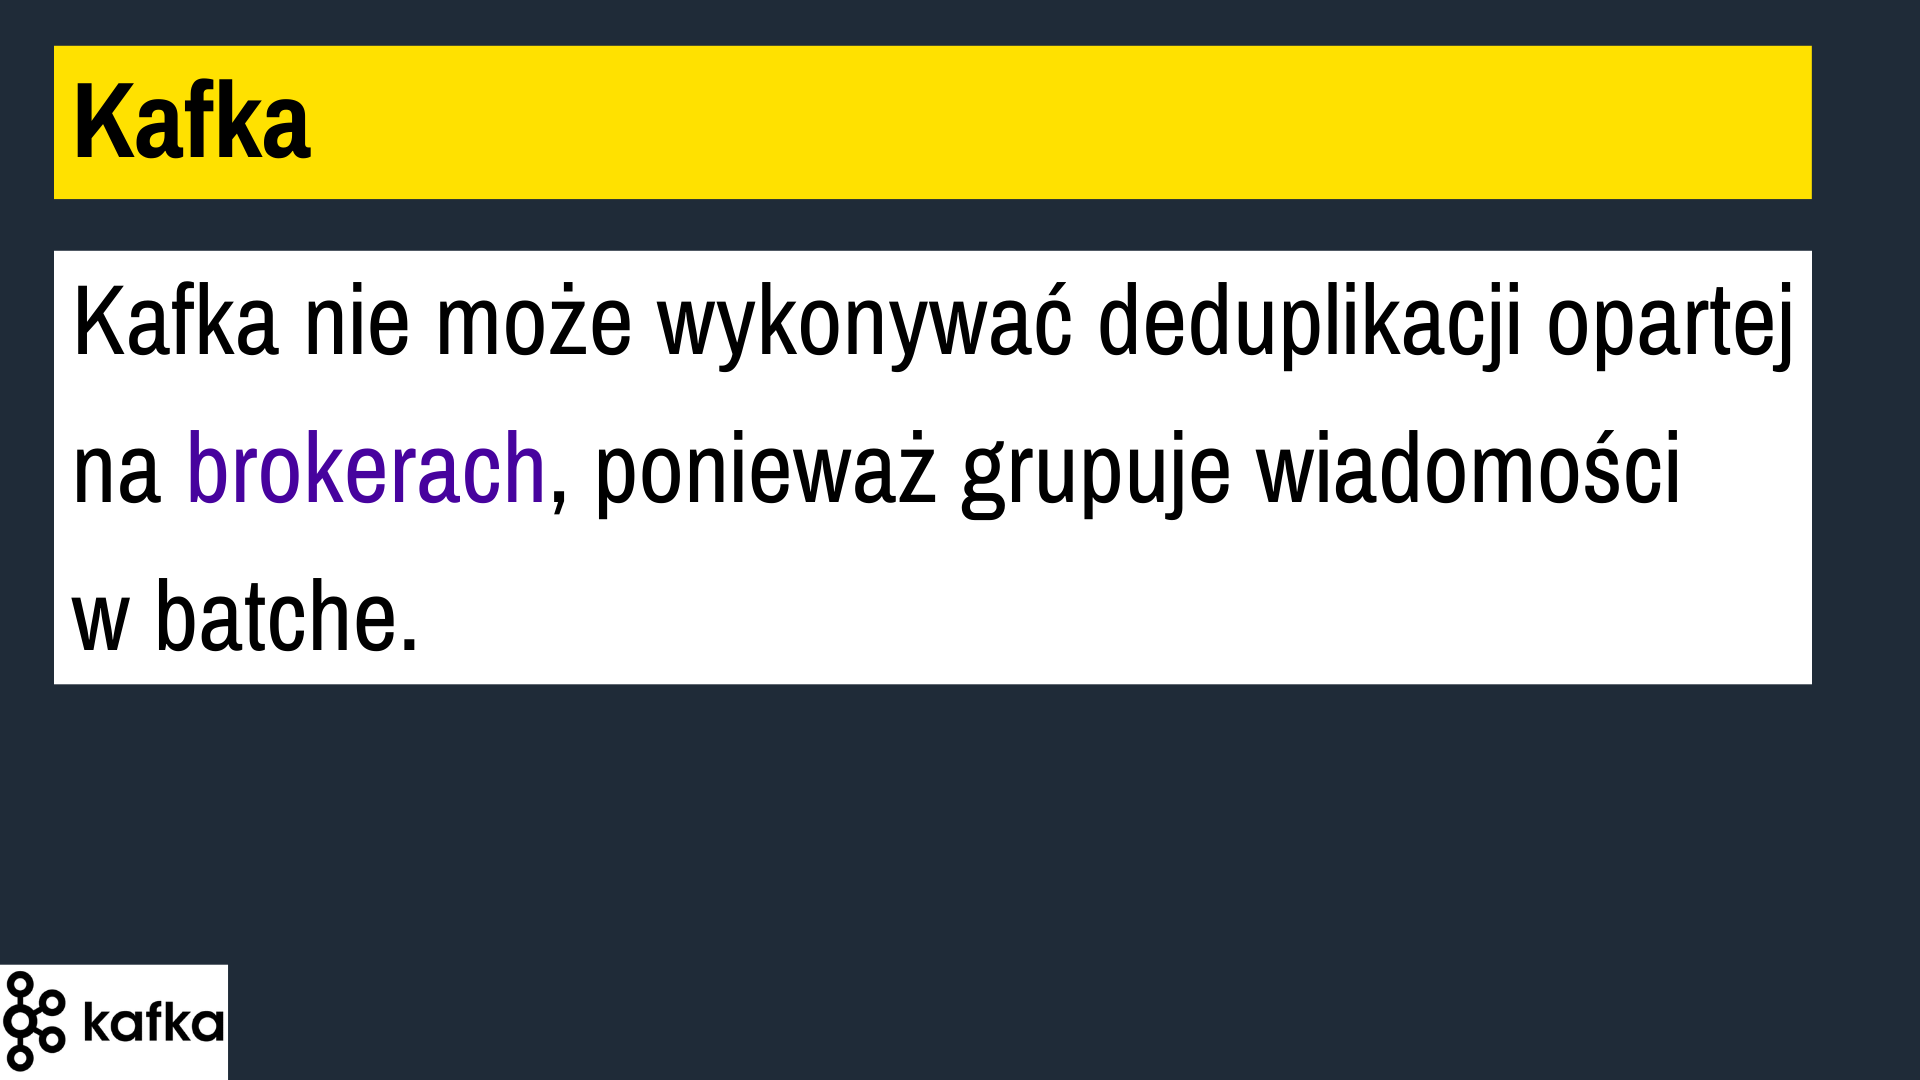 Kafka
Kafka nie może wykonywać deduplikacji opartej
na brokerach, ponieważ grupuje wiadomości
w batche.
kafka